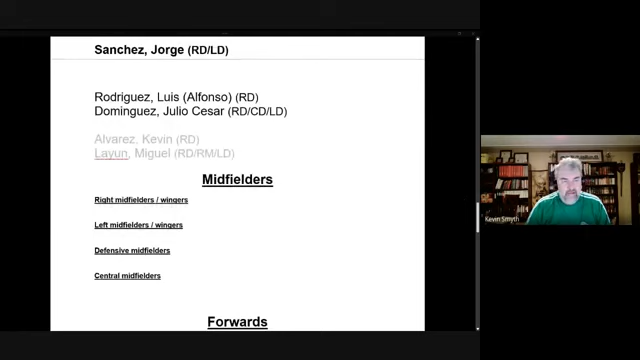 Sanchez, Jorge (RD/LD)
Rodriguez, Luis (Alfonso) (RD)
Dominguez, Julio Cesar (RD/CD/LD)
Alvarez, Kevin (RD)
Layun, Miguel (RD/RM/LD)
Midfielders
Right midfielders / wingers
Left midfielders / wingers
Defensive midfielders
Central midfielders
Forwards
Kevin Smyth